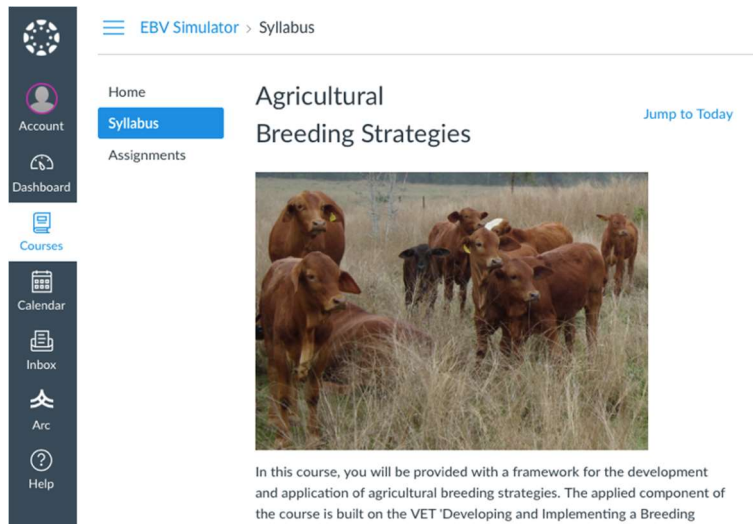 EBV Simulator > Syllabus
Account
Dashboard
Courses
Calendar
Inbox
Arc
Help
Home
Syllabus
Assignments
Agricultural
Breeding Strategies
Jump to Today
In this course, you will be provided with a framework for the development
and application of agricultural breeding strategies. The applied component of
the course is built on the VET 'Developing and Implementing a Breeding